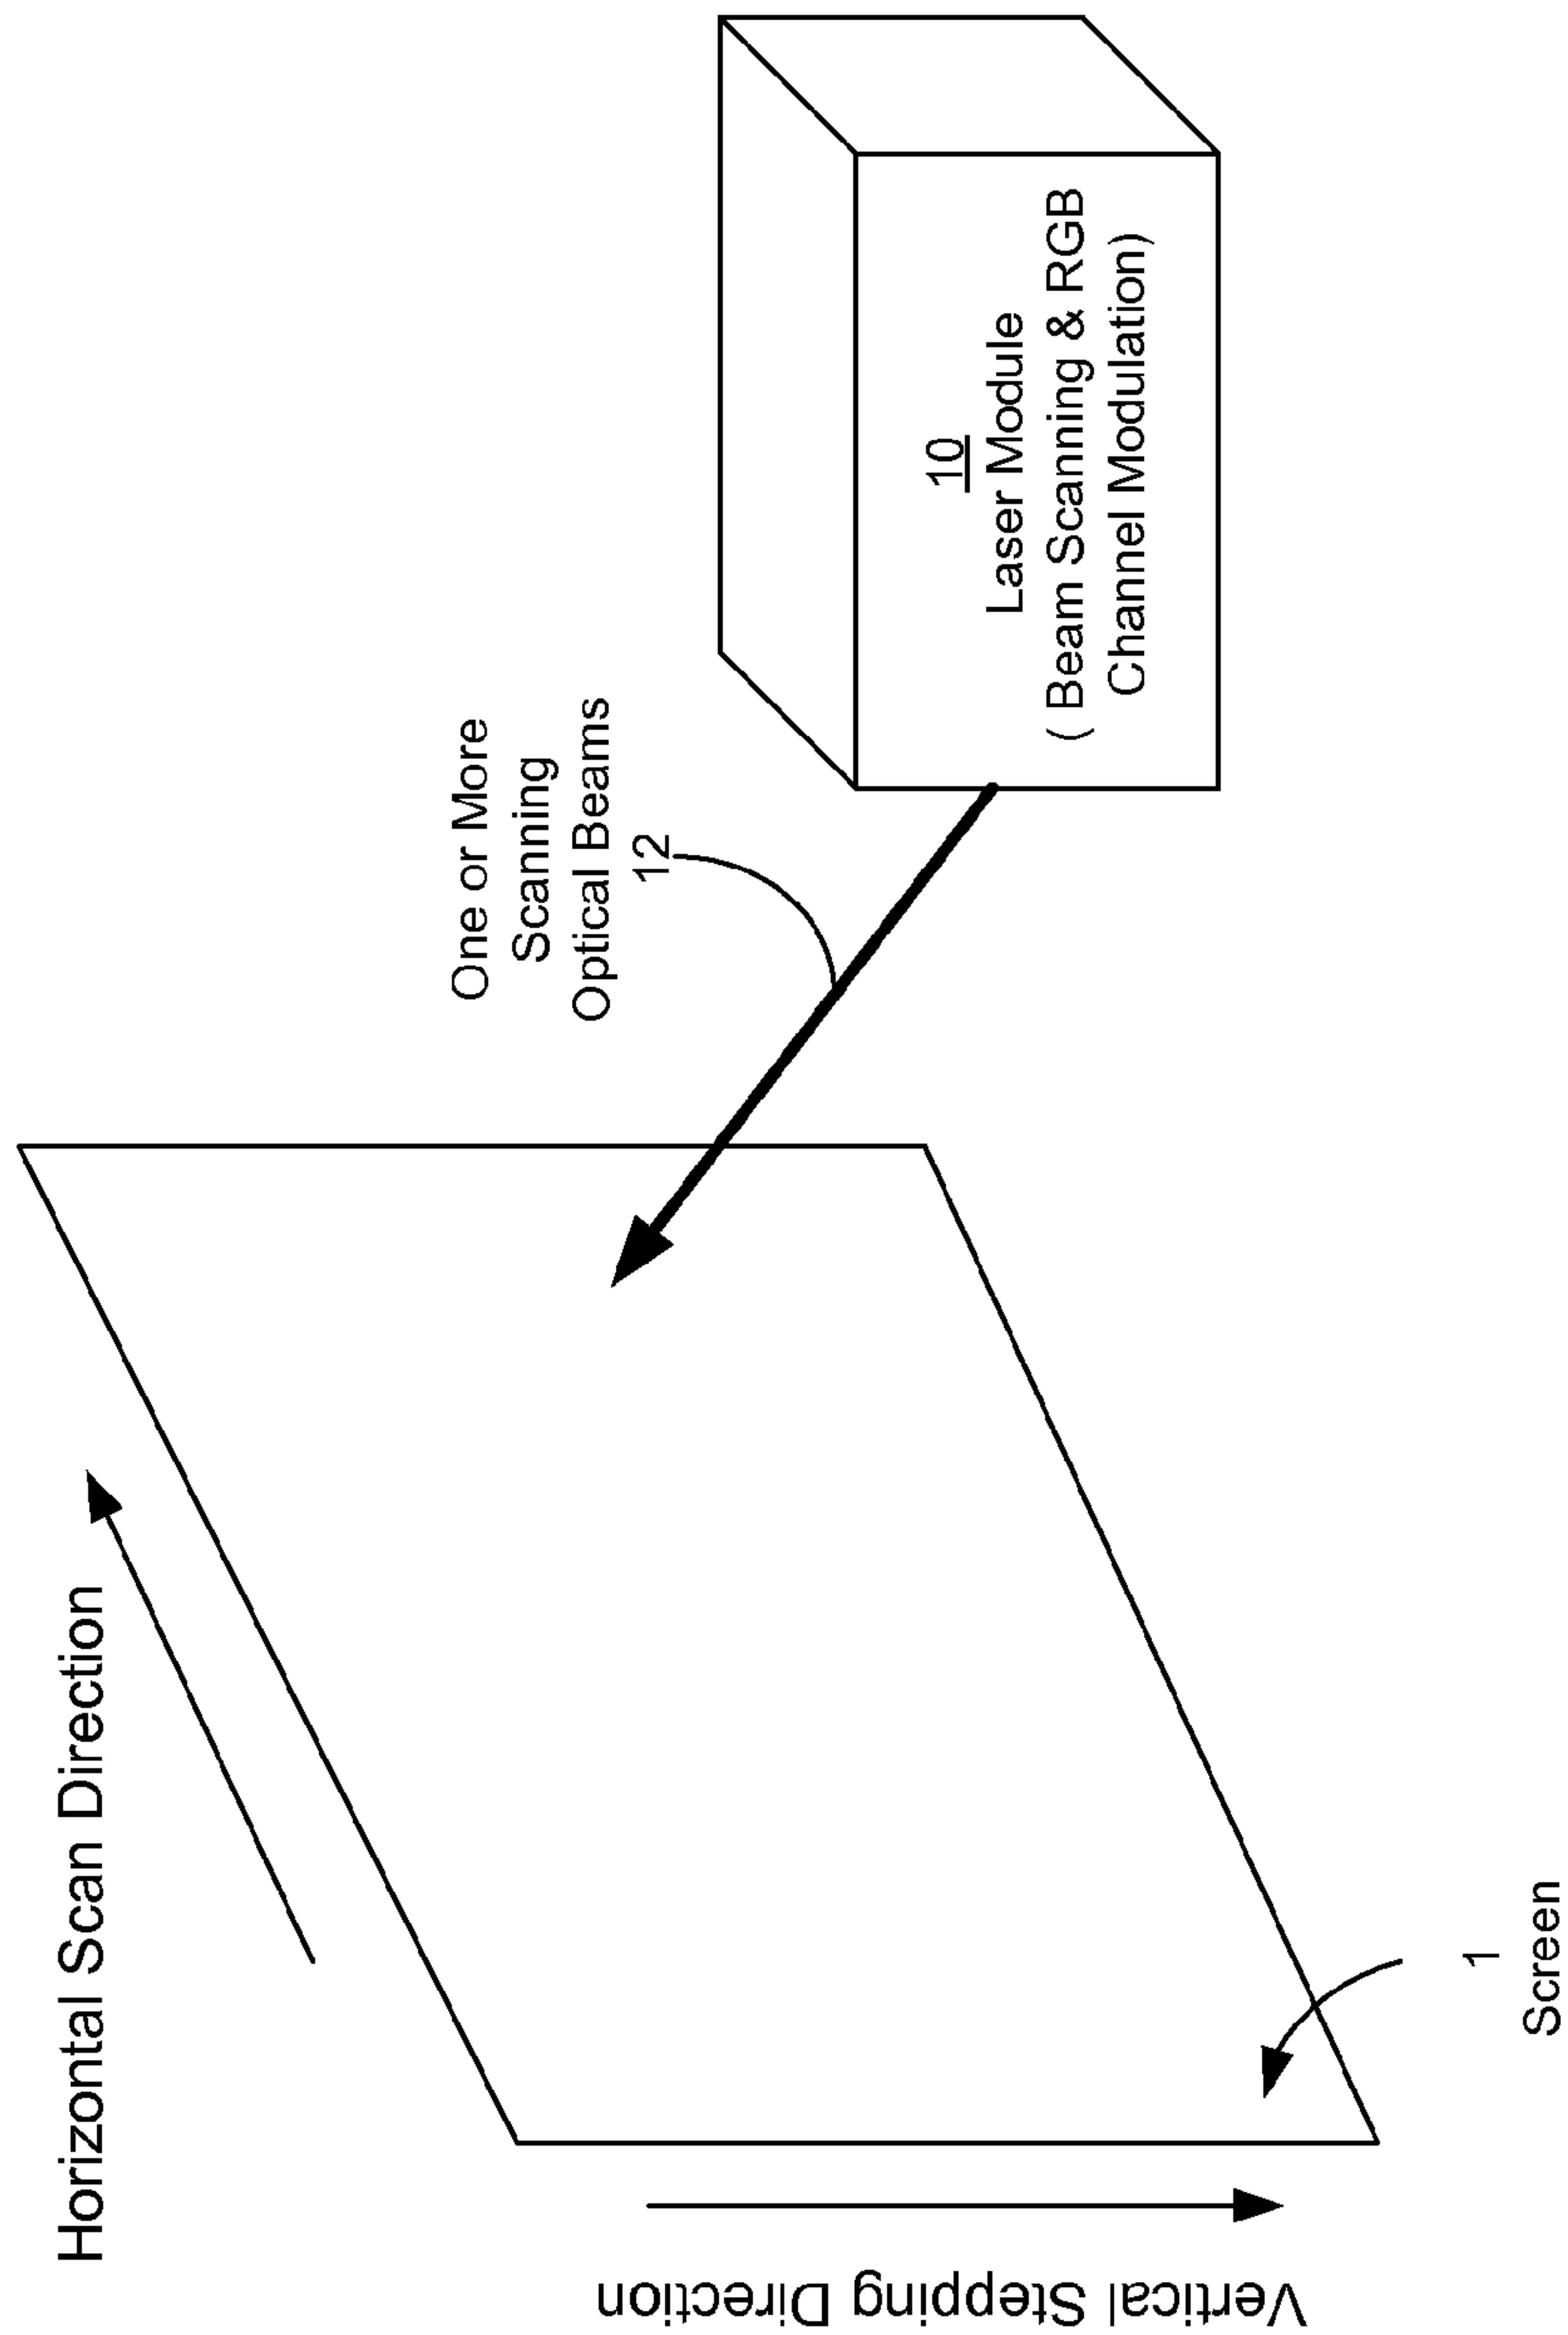 Horizontal Scan Direction
Vertical Stepping Direction
1
Screen
One or More
Scanning
Optical Beams
12
10
Laser Module
( Beam Scanning & RGB
Channel Modulation)